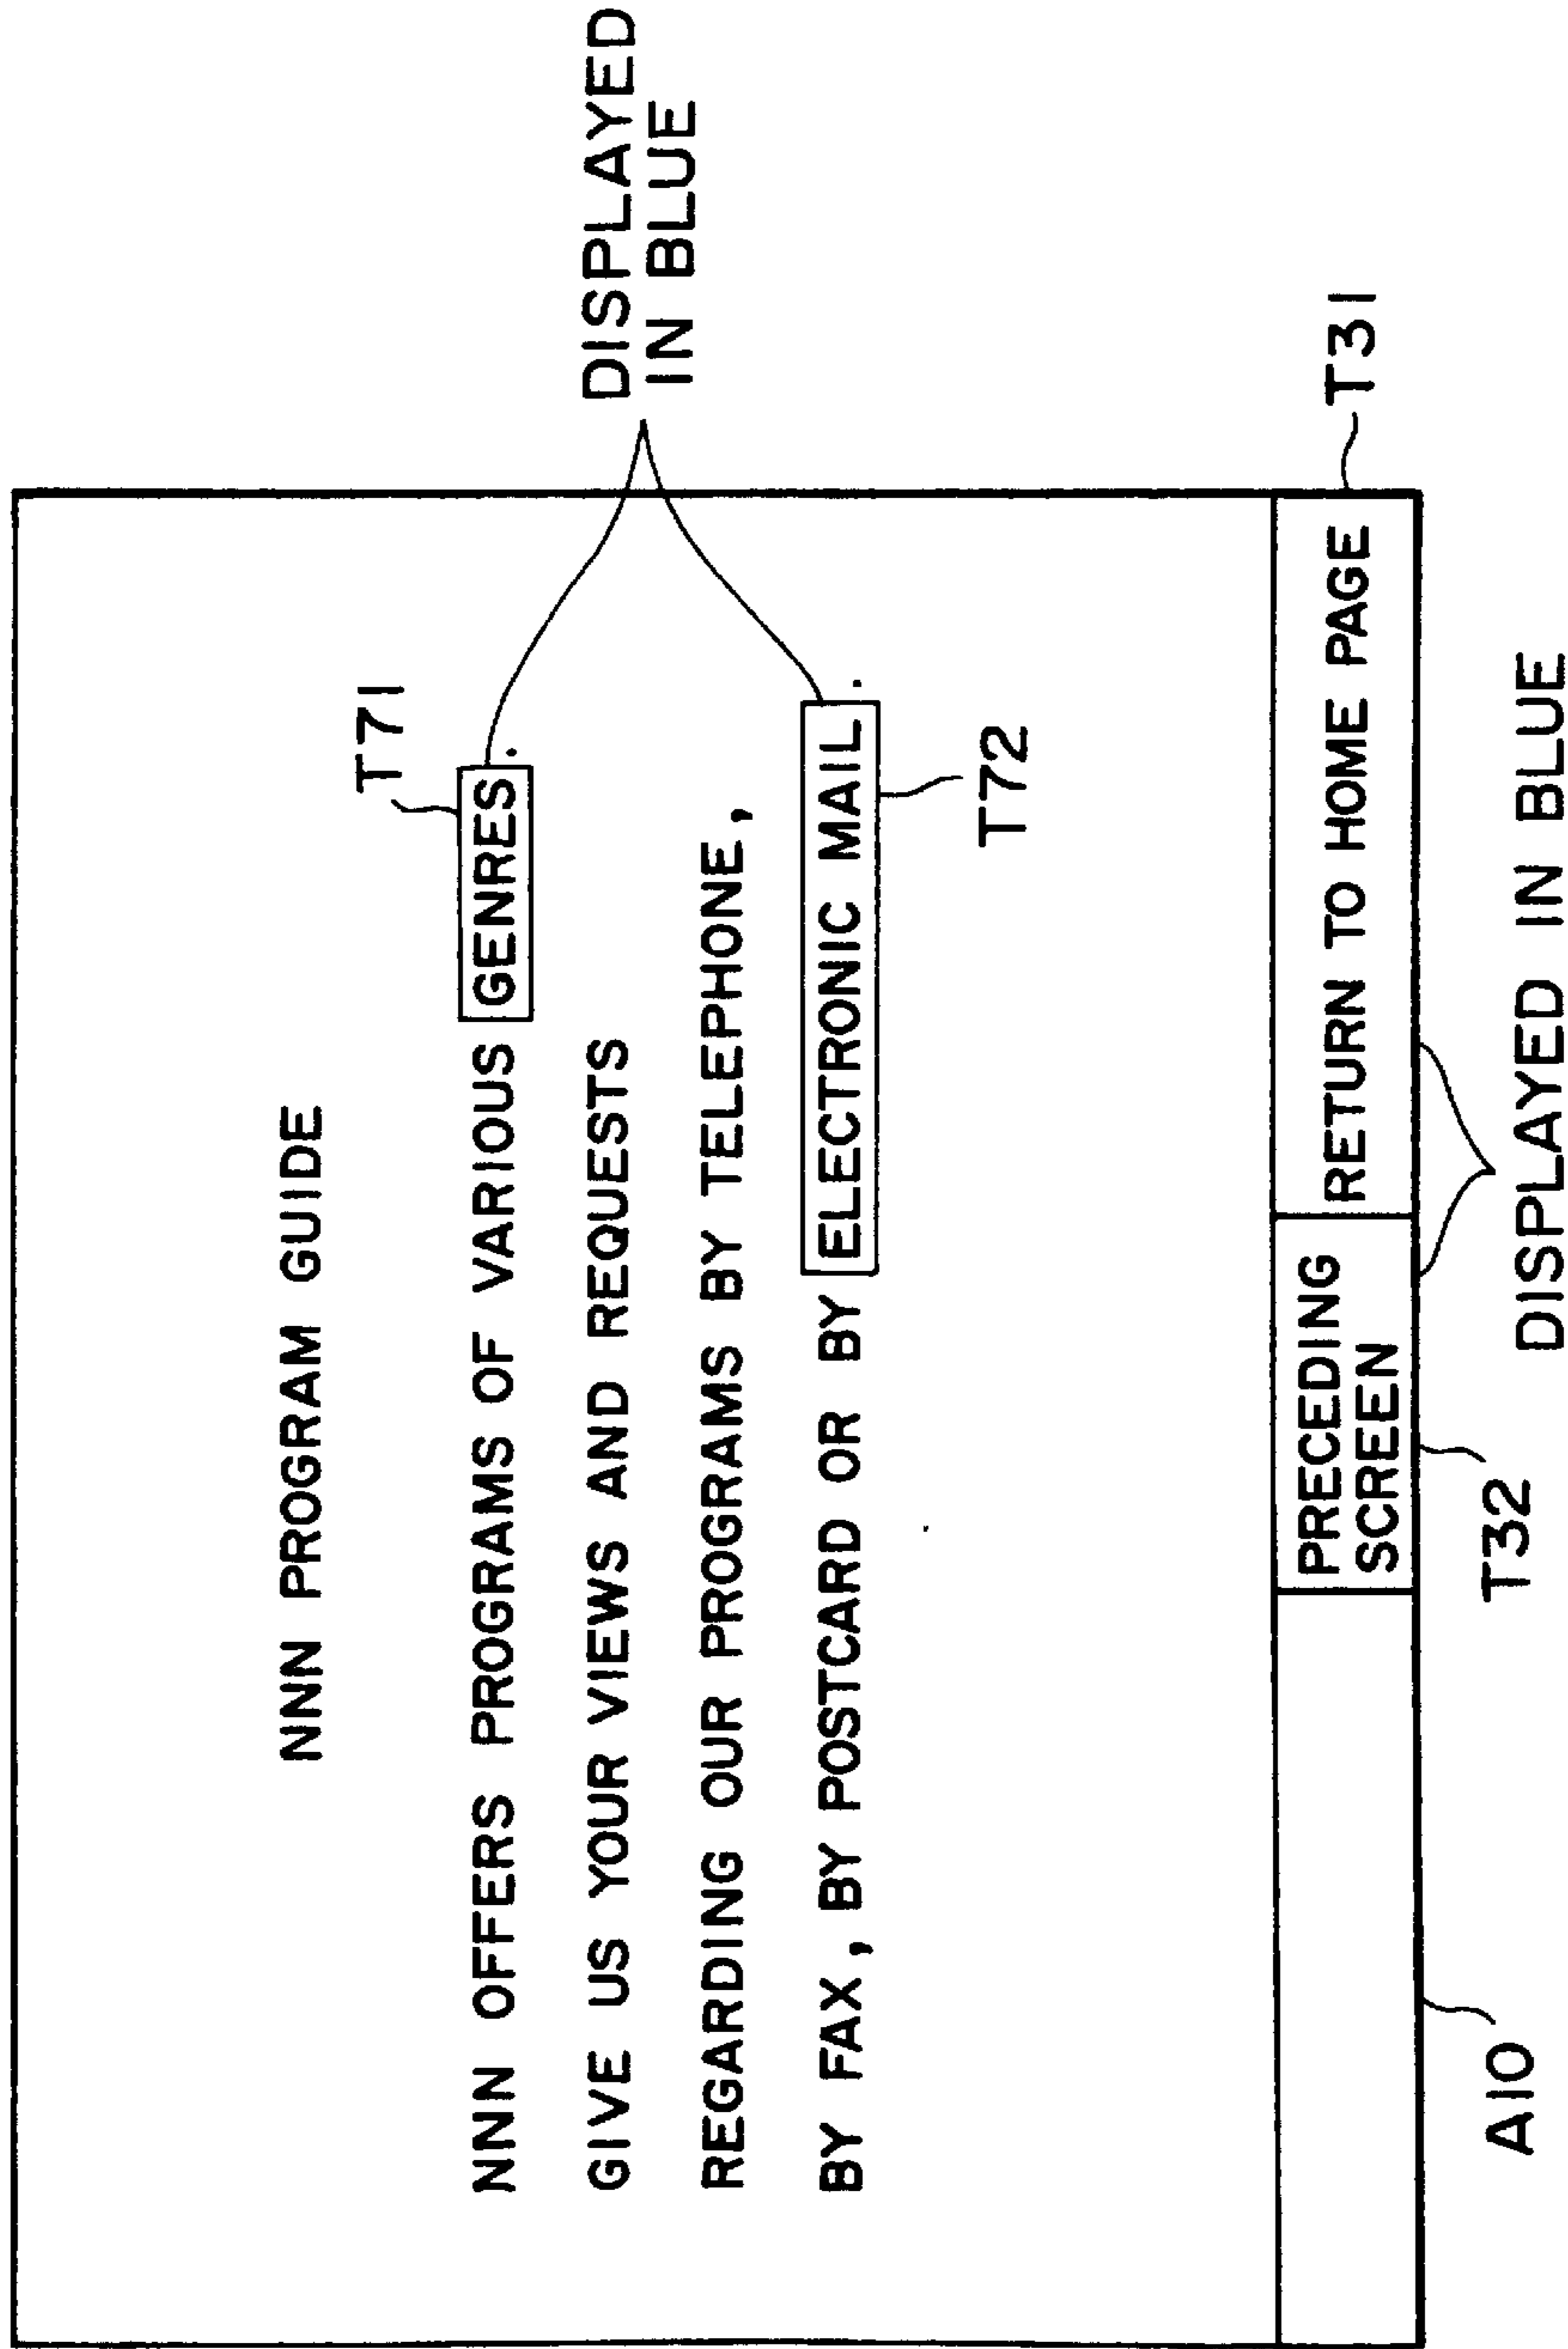 NNN PROGRAM GUIDE
T71
NNN OFFERS PROGRAMS OF VARIOUS GENRES.
DISPLAYED
IN BLUE
GIVE US YOUR VIEWS AND REQUESTS
REGARDING OUR PROGRAMS BY TELEPHONE,
BY FAX, BY POSTCARD OR BY ELECTRONIC MAIL.
T72
PRECEDING
SCREEN
RETURN TO HOME PAGE
T31
A10
T32
DISPLAYED IN BLUE